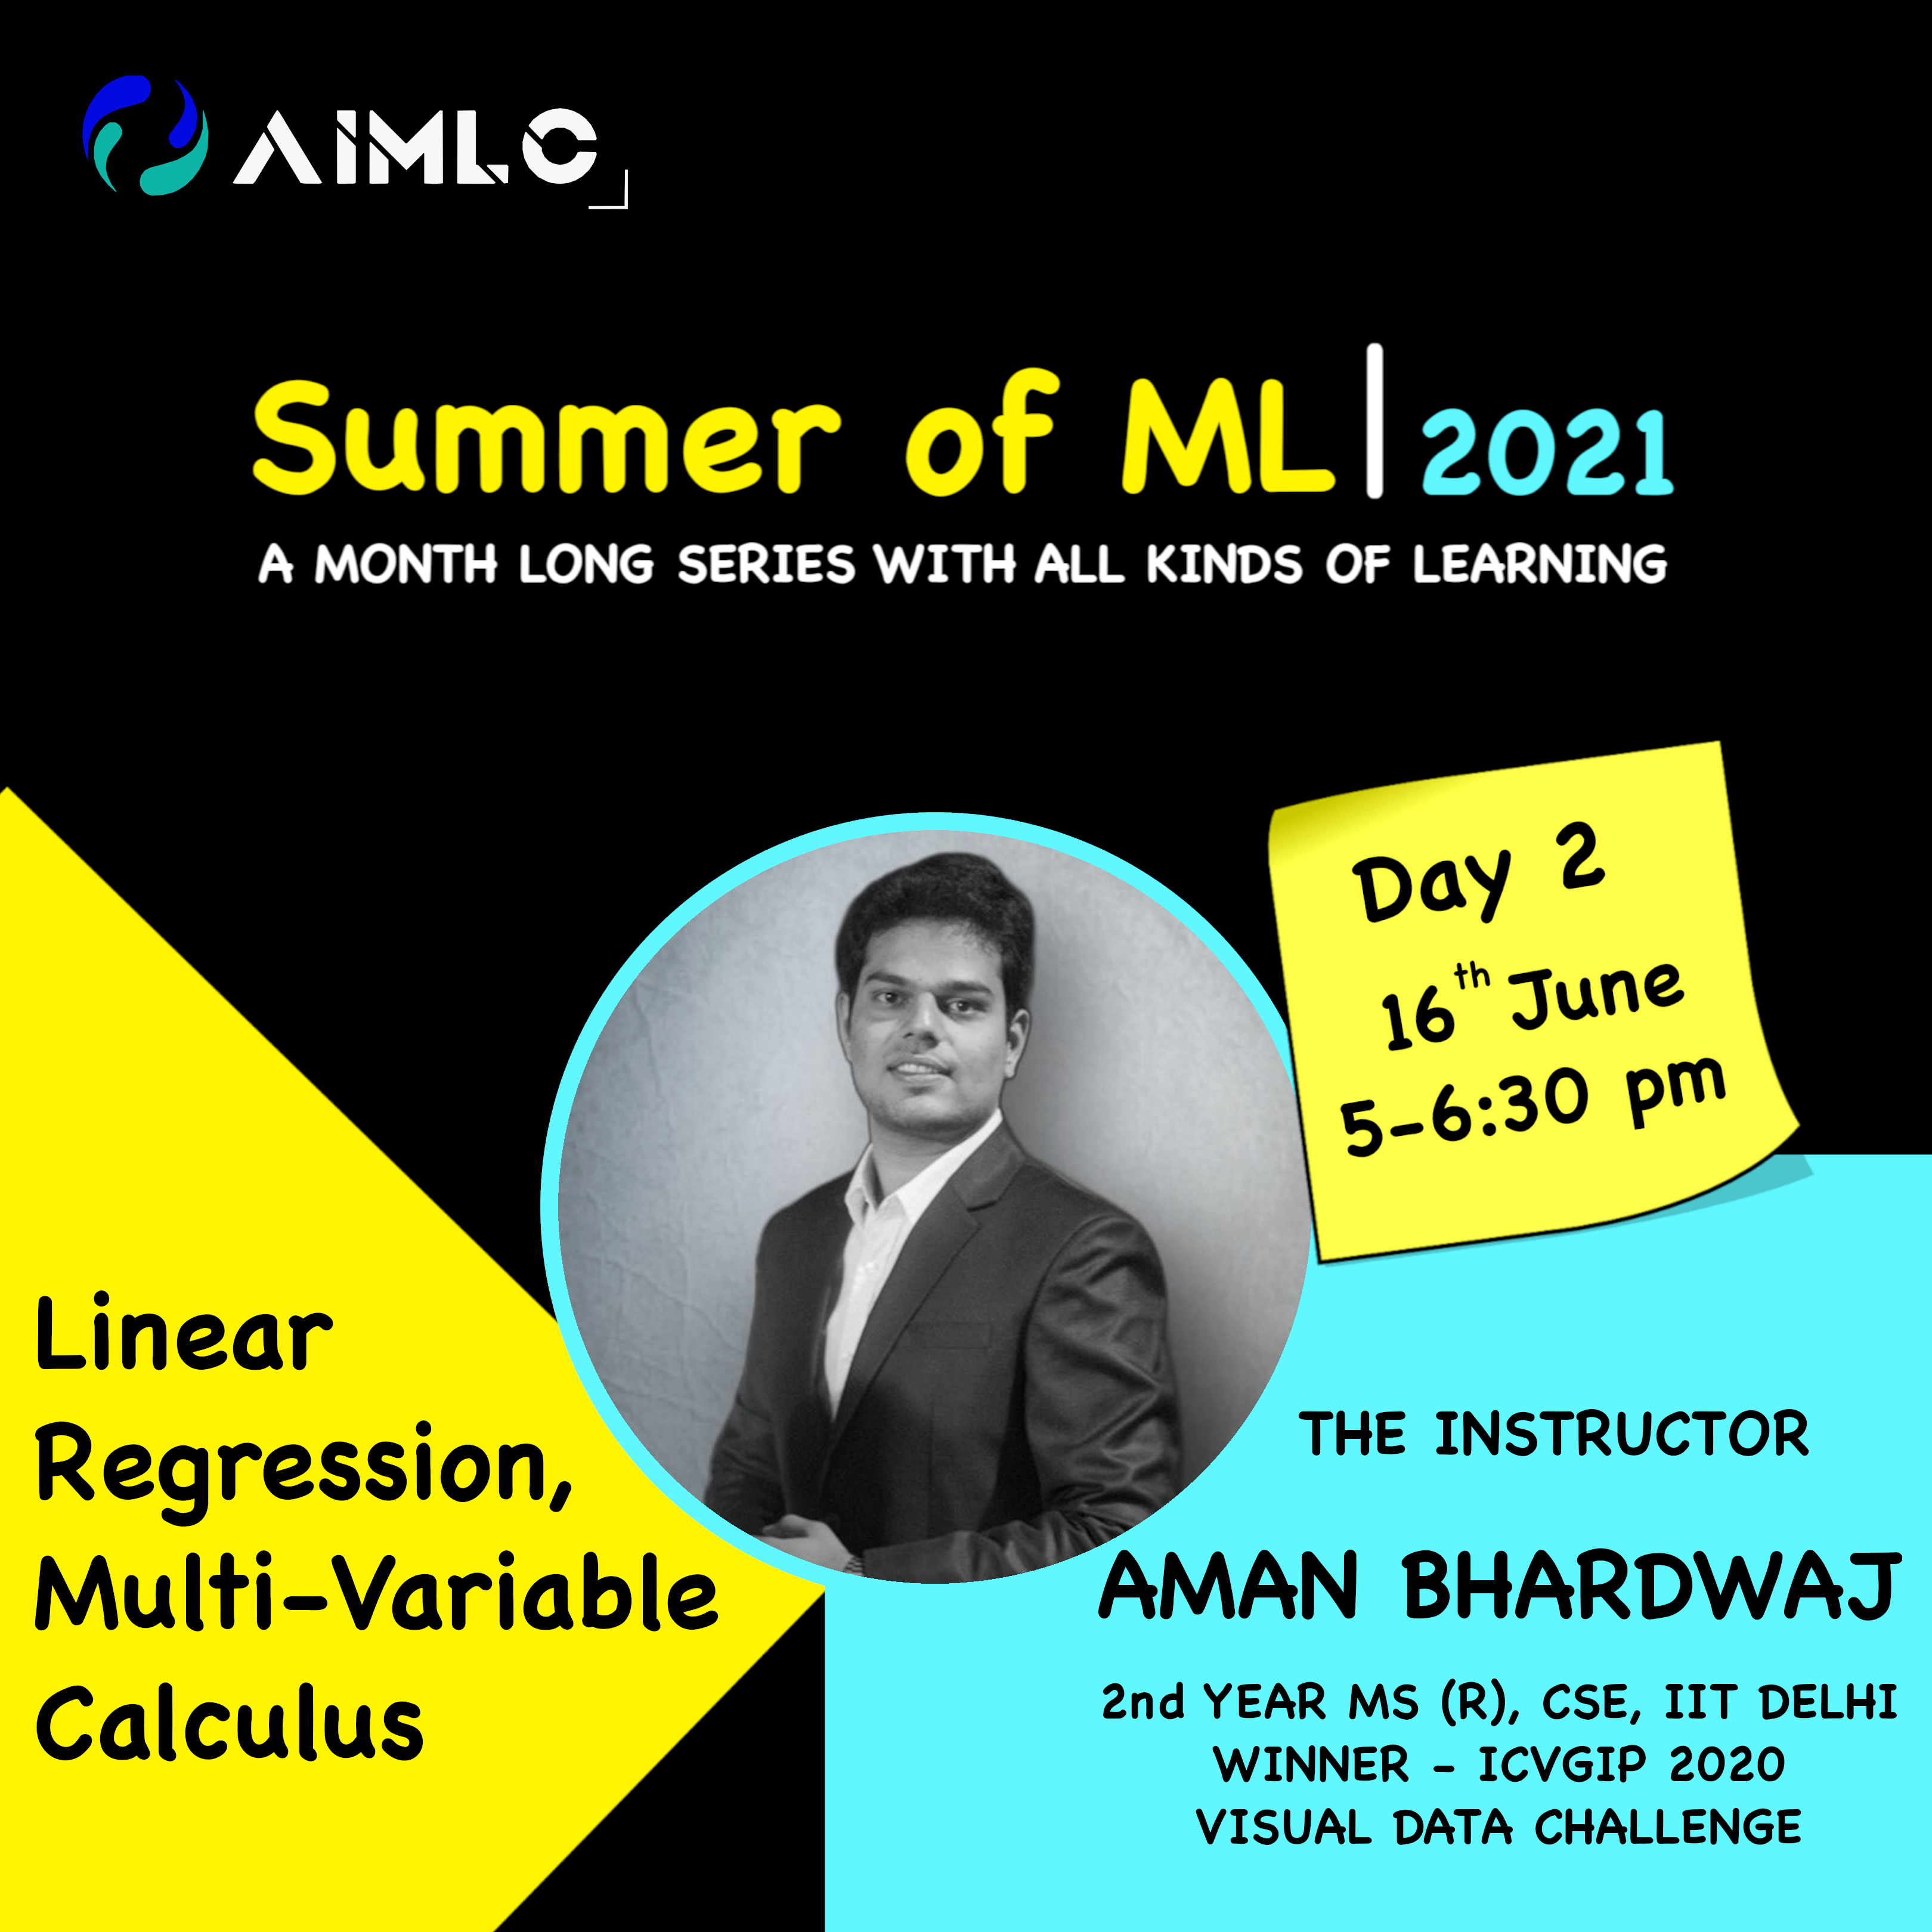 AIMLC
Summer of ML | 2021
A MONTH LONG SERIES WITH ALL KINDS OF LEARNING
Day 2
16th June
5-6:30 pm
Linear
Regression,
Multi-Variable
Calculus
THE INSTRUCTOR
AMAN BHARDWAJ
2nd YEAR MS (R), CSE, IIT DELHI
WINNER - ICVGIP 2020
VISUAL DATA CHALLENGE